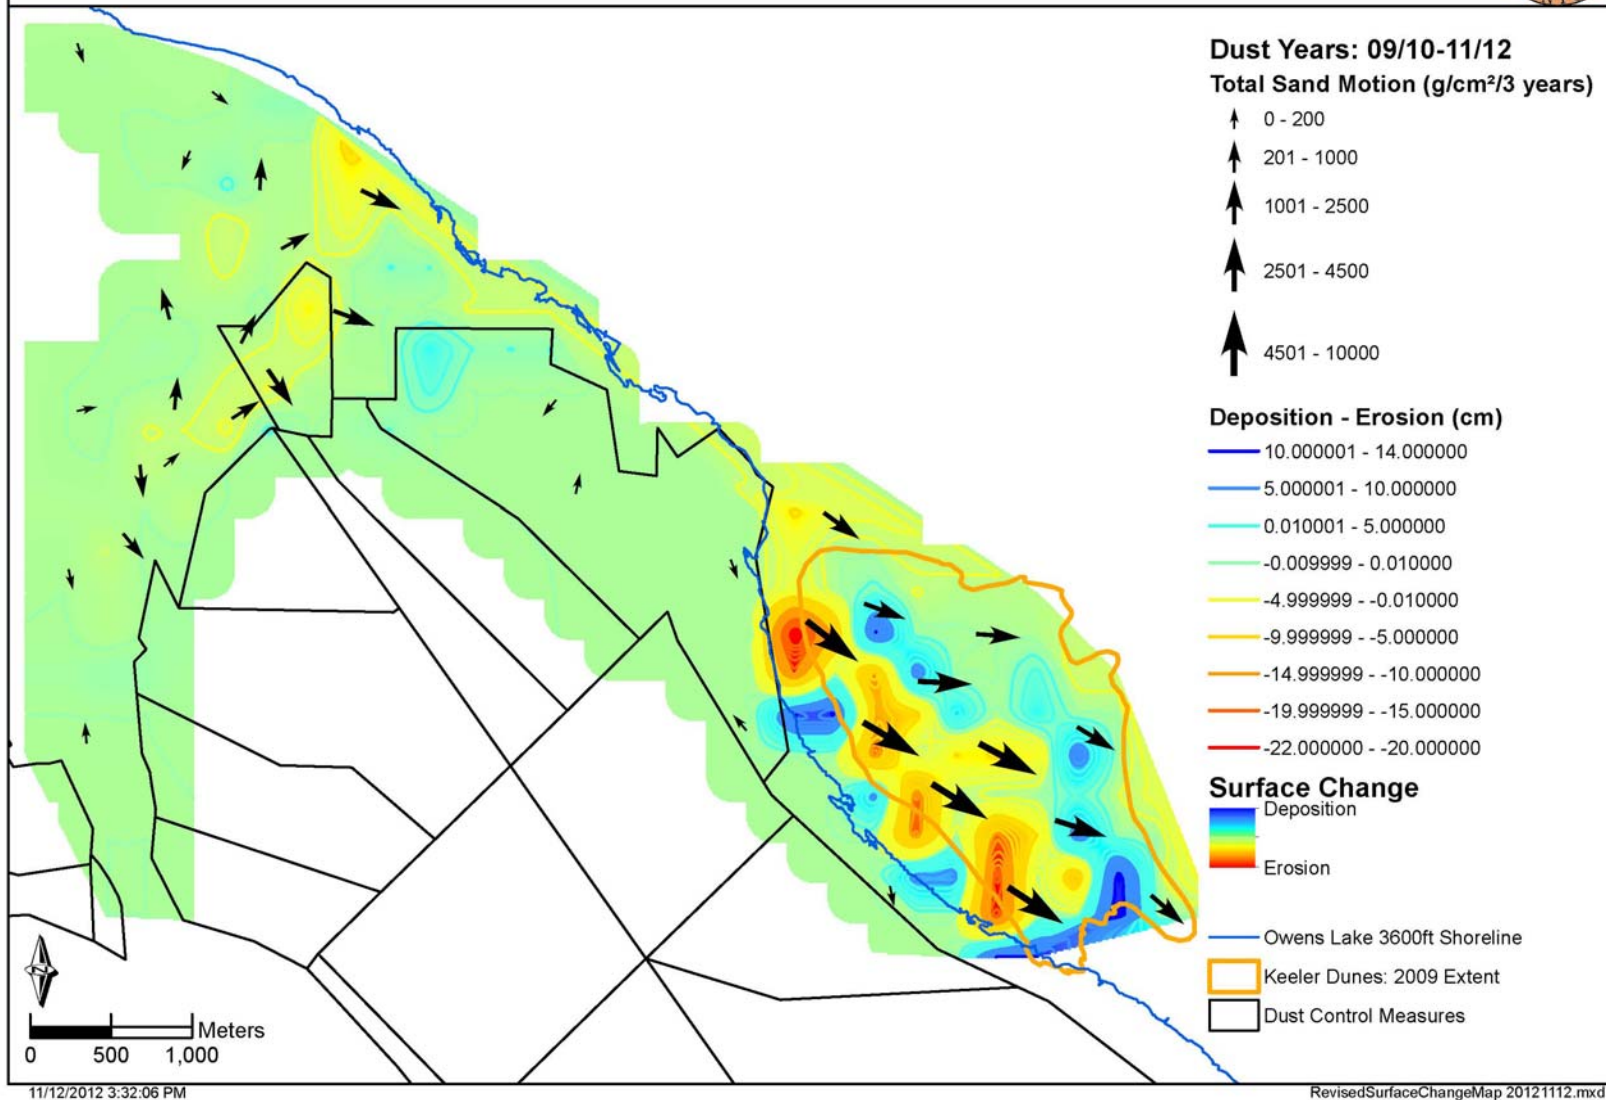 Dust Years: 09/10-11/12
Total Sand Motion (g/cm²/3 years)
0 - 200
201 - 1000
1001 - 2500
2501 - 4500
4501 - 10000
Deposition - Erosion (cm)
10.000001 - 14.000000
5.000001 - 10.000000
0.010001 - 5.000000
-0.009999 - 0.010000
-4.999999 - -0.010000
-9.999999 - -5.000000
-14.999999 - -10.000000
-19.999999 - -15.000000
-22.000000 - -20.000000
Surface Change
Deposition
Erosion
Owens Lake 3600ft Shoreline
Keeler Dunes: 2009 Extent
Dust Control Measures
N
Meters
0 500 1,000
11/12/2012 3:32:06 PM
RevisedSurfaceChangeMap 20121112.mxd